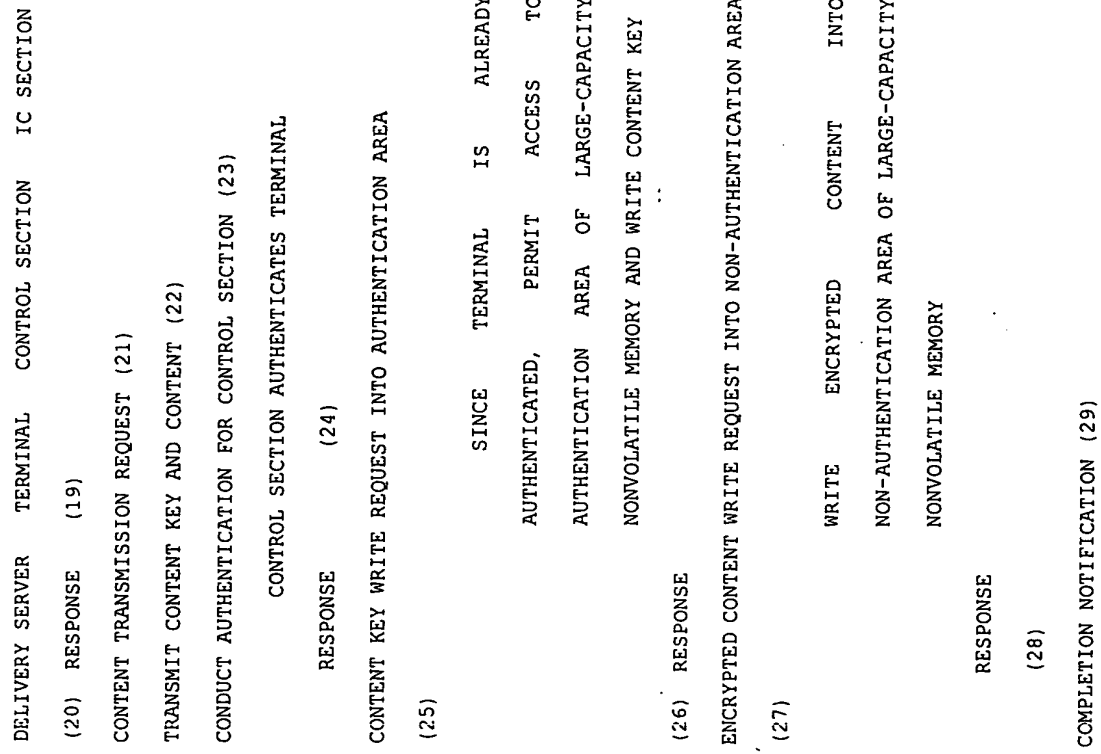 DELIVERY SERVER TERMINAL CONTROL SECTION IC SECTION
(20) RESPONSE (19)
CONTENT TRANSMISSION REQUEST (21)
TRANSMIT CONTENT KEY AND CONTENT (22)
CONDUCT AUTHENTICATION FOR CONTROL SECTION (23)
CONTROL SECTION AUTHENTICATES TERMINAL
RESPONSE (24)
CONTENT KEY WRITE REQUEST INTO AUTHENTICATION AREA
(25)
SINCE TERMINAL IS ALREADY
AUTHENTICATED, PERMIT ACCESS TO
AUTHENTICATION AREA OF LARGE-CAPACITY
NONVOLATILE MEMORY AND WRITE CONTENT KEY
(26) RESPONSE
ENCRYPTED CONTENT WRITE REQUEST INTO NON-AUTHENTICATION AREA
(27)
WRITE ENCRYPTED CONTENT INTO
NON-AUTHENTICATION AREA OF LARGE-CAPACITY
NONVOLATILE MEMORY
RESPONSE
(28)
COMPLETION NOTIFICATION (29)